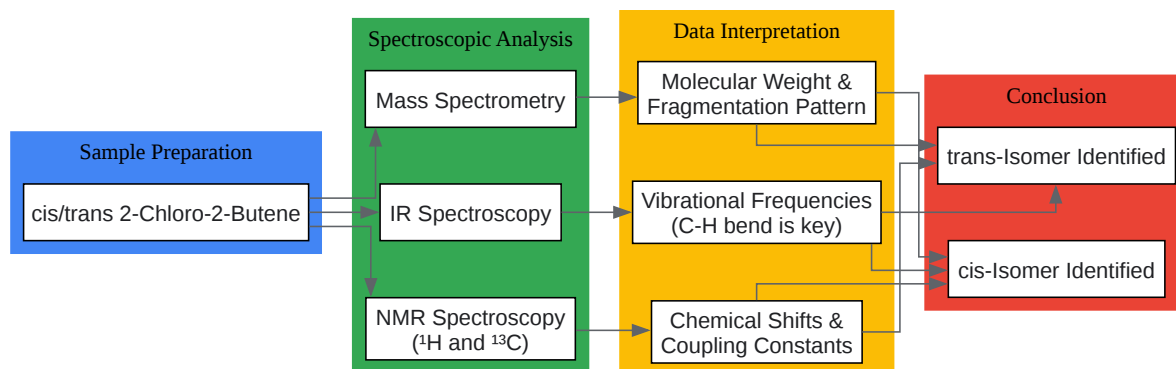 Sample Preparation
cis/trans 2-Chloro-2-Butene
Spectroscopic Analysis
Mass Spectrometry
IR Spectroscopy
NMR Spectroscopy
(¹H and ¹³C)
Data Interpretation
Molecular Weight &
Fragmentation Pattern
Vibrational Frequencies
(C-H bend is key)
Chemical Shifts &
Coupling Constants
Conclusion
trans-Isomer Identified
cis-Isomer Identified